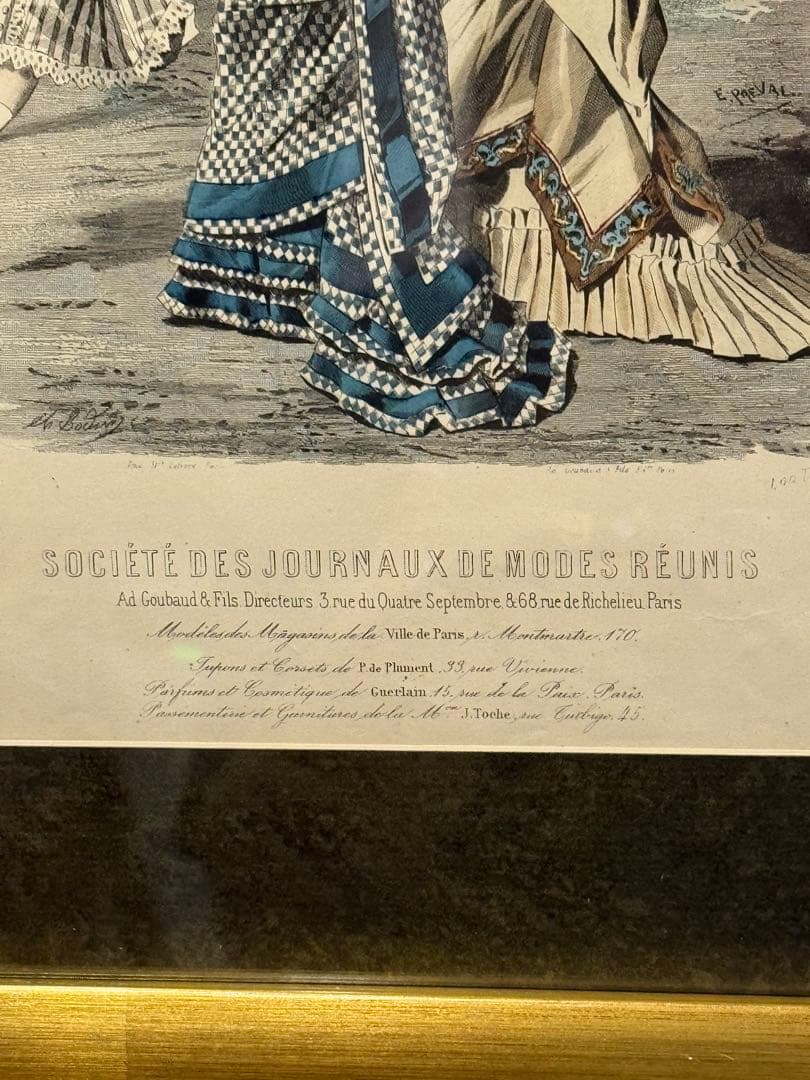 E. PREVAL.
SOCIÉTÉ DES JOURNAUX DE MODES RÉUNIS
Ad Goubaud & Fils, Directeurs 3, rue du Quatre Septembre, & 68 rue de Richelieu, Paris
Modèles des Magasins de la Ville de Paris, r. Montmartre, 170.
Jupons et Corsets de P. de Plument, 33, rue Vivienne.
Parfums et Cosmétique de Guerlain, 15, rue de la Paix, Paris.
Passementerie et Garnitures de la Mon J. Toche, rue Turbigo, 45.